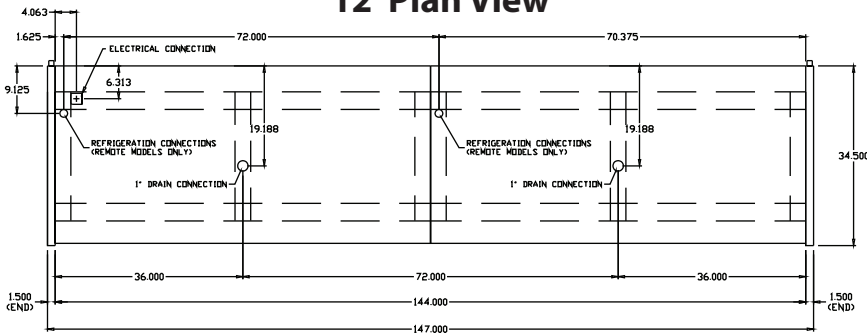 12' Plan View
4.063
1.625
72.000
70.375
ELECTRICAL CONNECTION
9.125
6.313
19.188
19.188
REFRIGERATION CONNECTIONS
(REMOTE MODELS ONLY)
REFRIGERATION CONNECTIONS
(REMOTE MODELS ONLY)
34.500
1" DRAIN CONNECTION
1" DRAIN CONNECTION
36.000
72.000
36.000
1.500
(END)
144.000
1.500
(END)
147.000